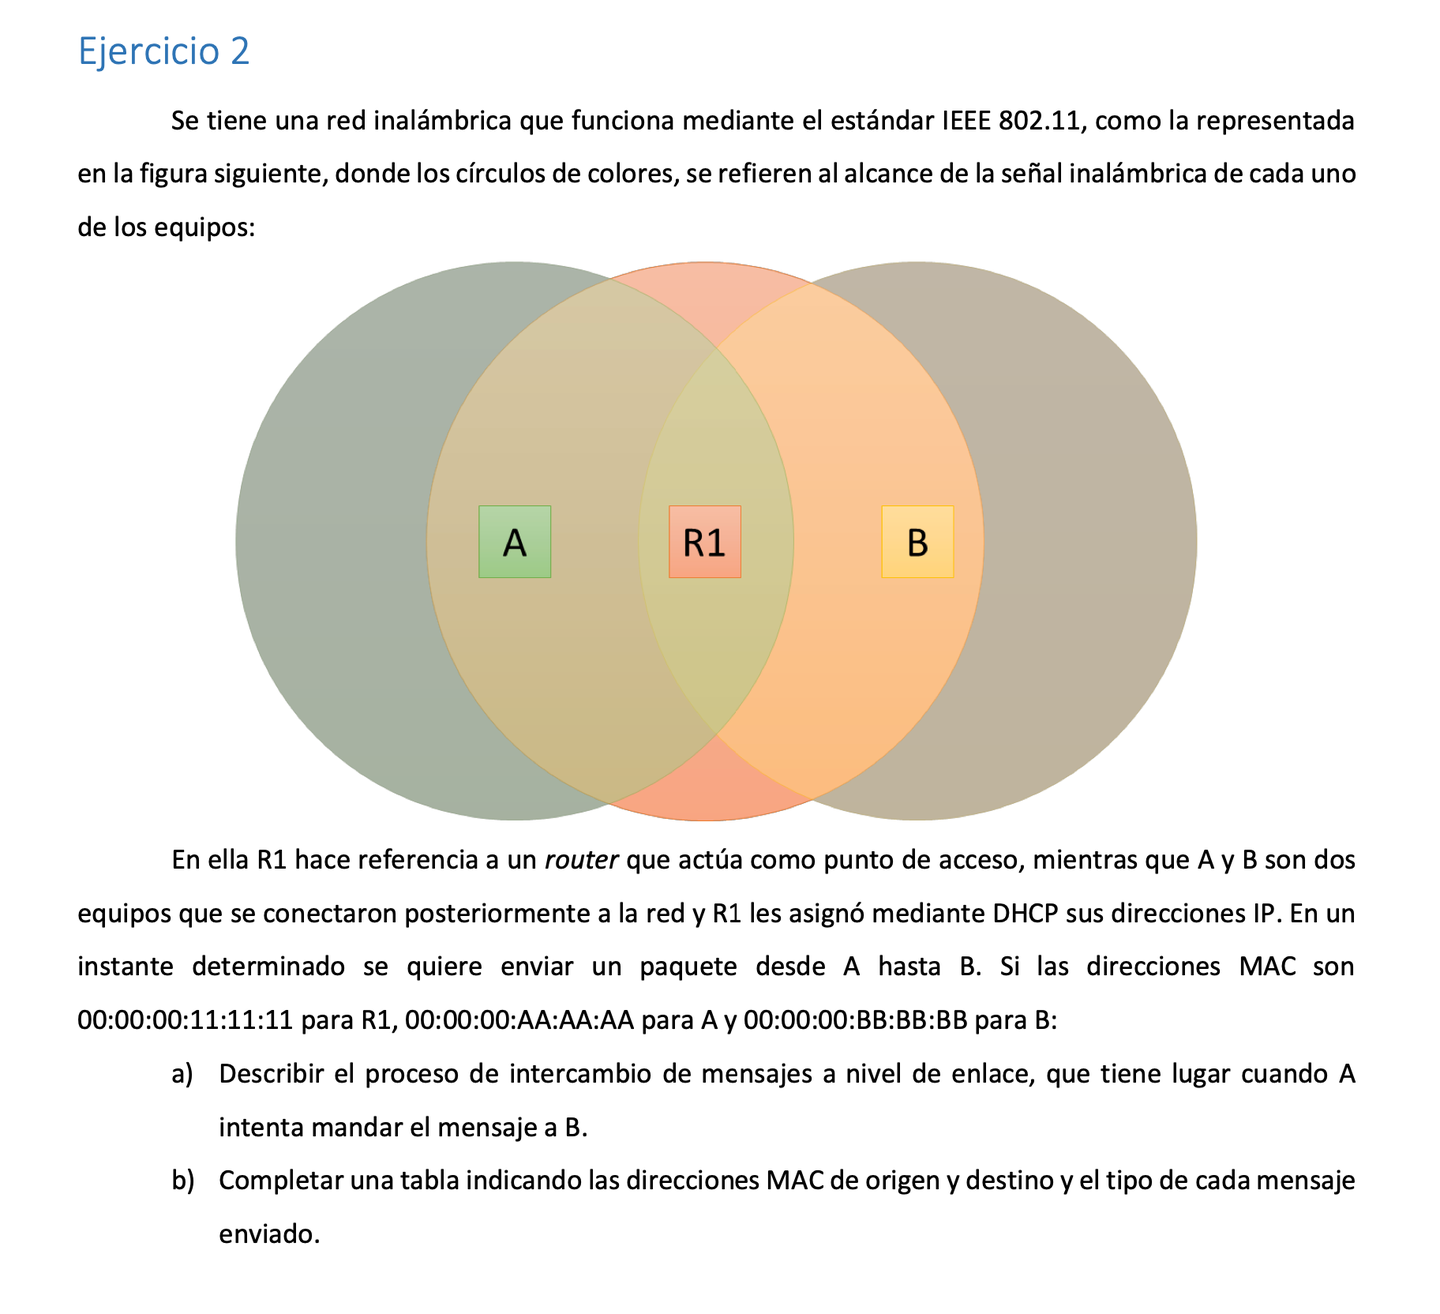 Ejercicio 2
Se tiene una red inalámbrica que funciona mediante el estándar IEEE 802.11, como la representada
en la figura siguiente, donde los círculos de colores, se refieren al alcance de la señal inalámbrica de cada uno
de los equipos:
A
R1
B
En ella R1 hace referencia a un router que actúa como punto de acceso, mientras que A y B son dos
equipos que se conectaron posteriormente a la red y R1 les asignó mediante DHCP sus direcciones IP. En un
instante determinado se quiere enviar un paquete desde A hasta B. Si las direcciones MAC son
00:00:00:11:11:11 para R1, 00:00:00:AA:AA:AA para A y 00:00:00:BB:BB:BB para B:
a) Describir el proceso de intercambio de mensajes a nivel de enlace, que tiene lugar cuando A
intenta mandar el mensaje a B.
b) Completar una tabla indicando las direcciones MAC de origen y destino y el tipo de cada mensaje
enviado.